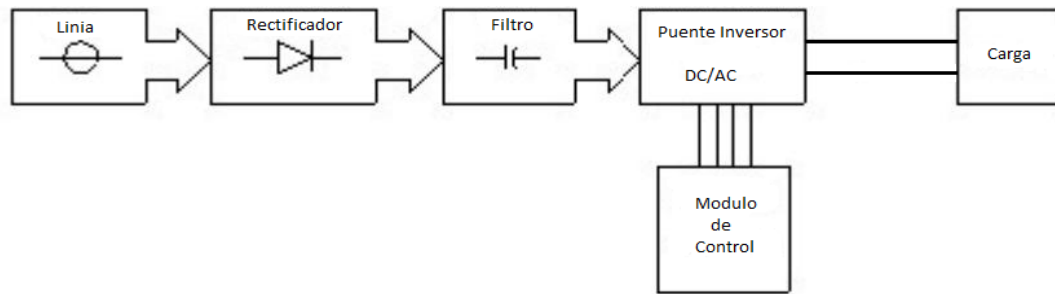 Linia
Rectificador
Filtro
Puente Inversor
DC/AC
Carga
Modulo
de
Control